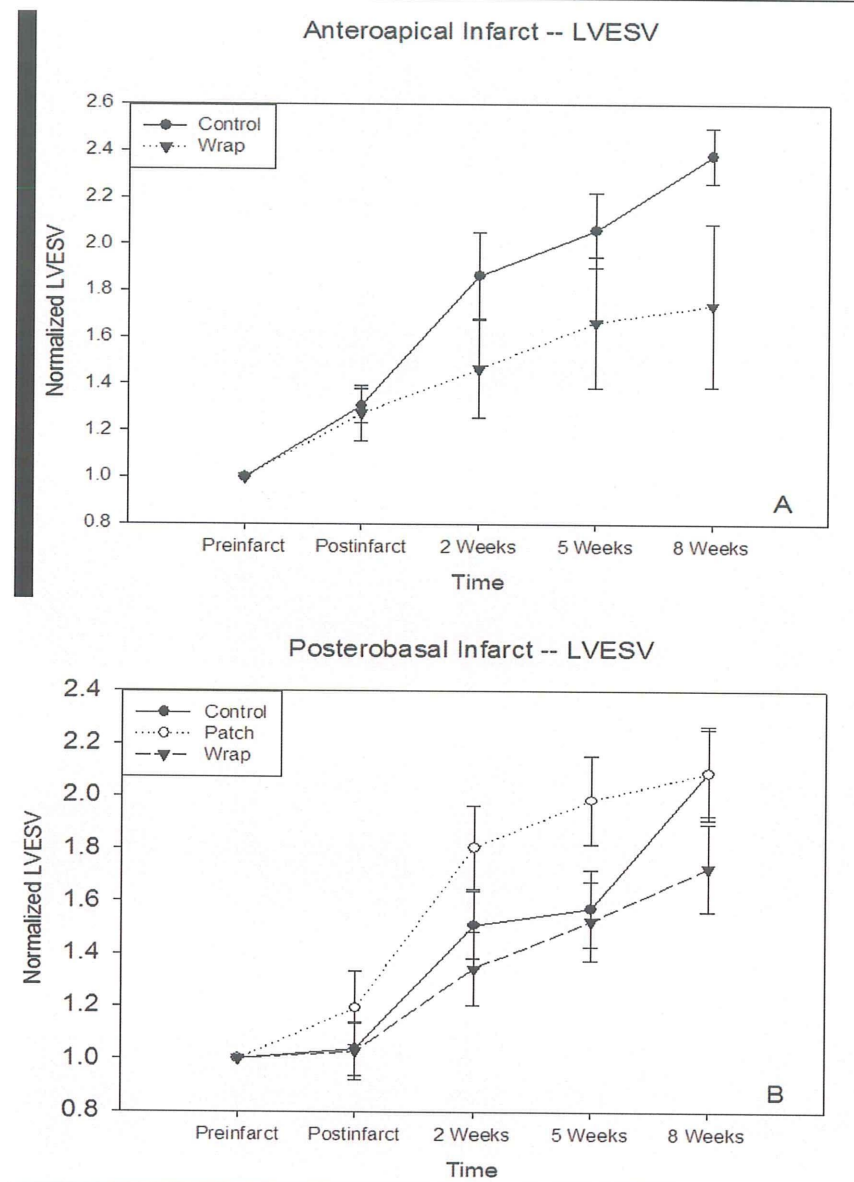 Anteroapical Infarct -- LVESV
2.6
Control
Wrap
2.4
2.2
2.0
1.8
1.6
1.4
1.2
1.0
0.8
Normalized LVESV
A
Preinfarct Postinfarct 2 Weeks 5 Weeks 8 Weeks
Time
Posterobasal Infarct -- LVESV
2.4
Control
Patch
Wrap
2.2
2.0
1.8
1.6
1.4
1.2
1.0
0.8
Normalized LVESV
B
Preinfarct Postinfarct 2 Weeks 5 Weeks 8 Weeks
Time